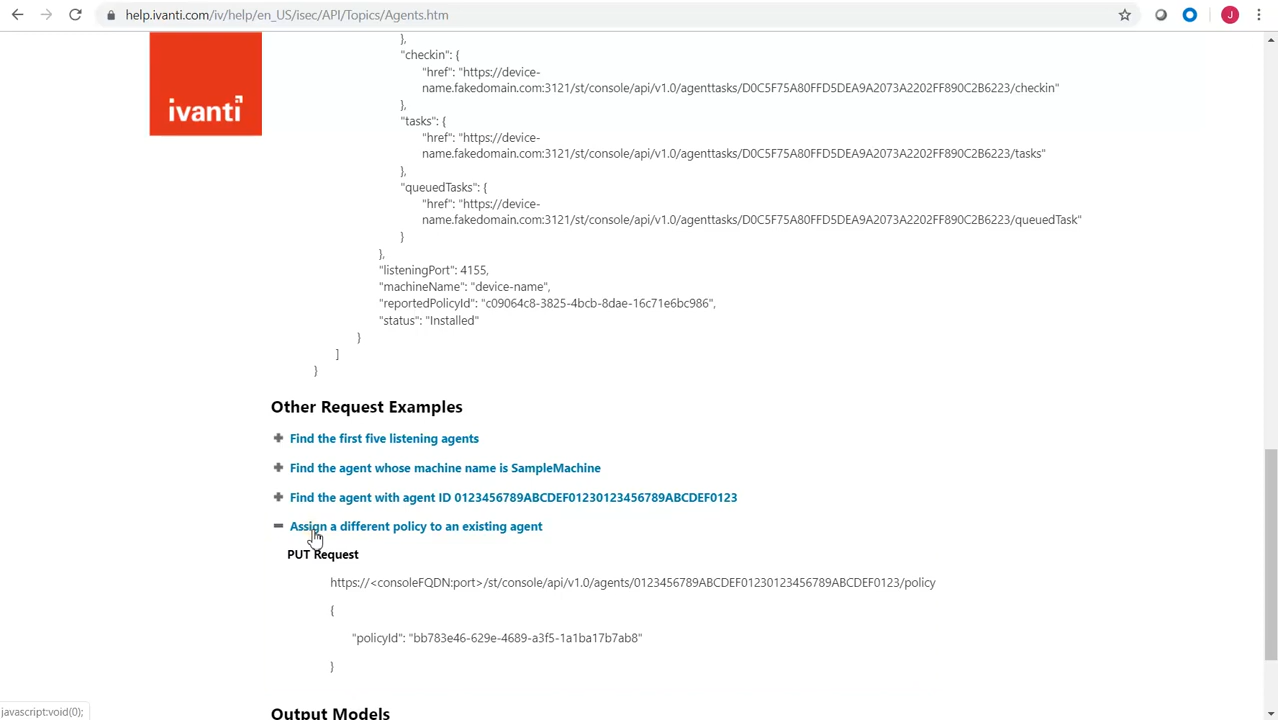 help.ivanti.com/iv/help/en_US/isec/API/Topics/Agents.htm
J
ivanti
},
"checkin": {
"href": "https://device-
name.fakedomain.com:3121/st/console/api/v1.0/agenttasks/D0C5F75A80FFD5DEA9A2073A2202FF890C2B6223/checkin"
},
"tasks": {
"href": "https://device-
name.fakedomain.com:3121/st/console/api/v1.0/agenttasks/D0C5F75A80FFD5DEA9A2073A2202FF890C2B6223/tasks"
},
"queuedTasks": {
"href": "https://device-
name.fakedomain.com:3121/st/console/api/v1.0/agenttasks/D0C5F75A80FFD5DEA9A2073A2202FF890C2B6223/queuedTask"
}
},
"listeningPort": 4155,
"machineName": "device-name",
"reportedPolicyId": "c09064c8-3825-4bcb-8dae-16c71e6bc986",
"status": "Installed"
}
]
}
Other Request Examples
Find the first five listening agents
Find the agent whose machine name is SampleMachine
Find the agent with agent ID 0123456789ABCDEF01230123456789ABCDEF0123
Assign a different policy to an existing agent
PUT Request
https://<consoleFQDN:port>/st/console/api/v1.0/agents/0123456789ABCDEF01230123456789ABCDEF0123/policy
{
"policyId": "bb783e46-629e-4689-a3f5-1a1ba17b7ab8"
}
Output Models
javascript:void(0);